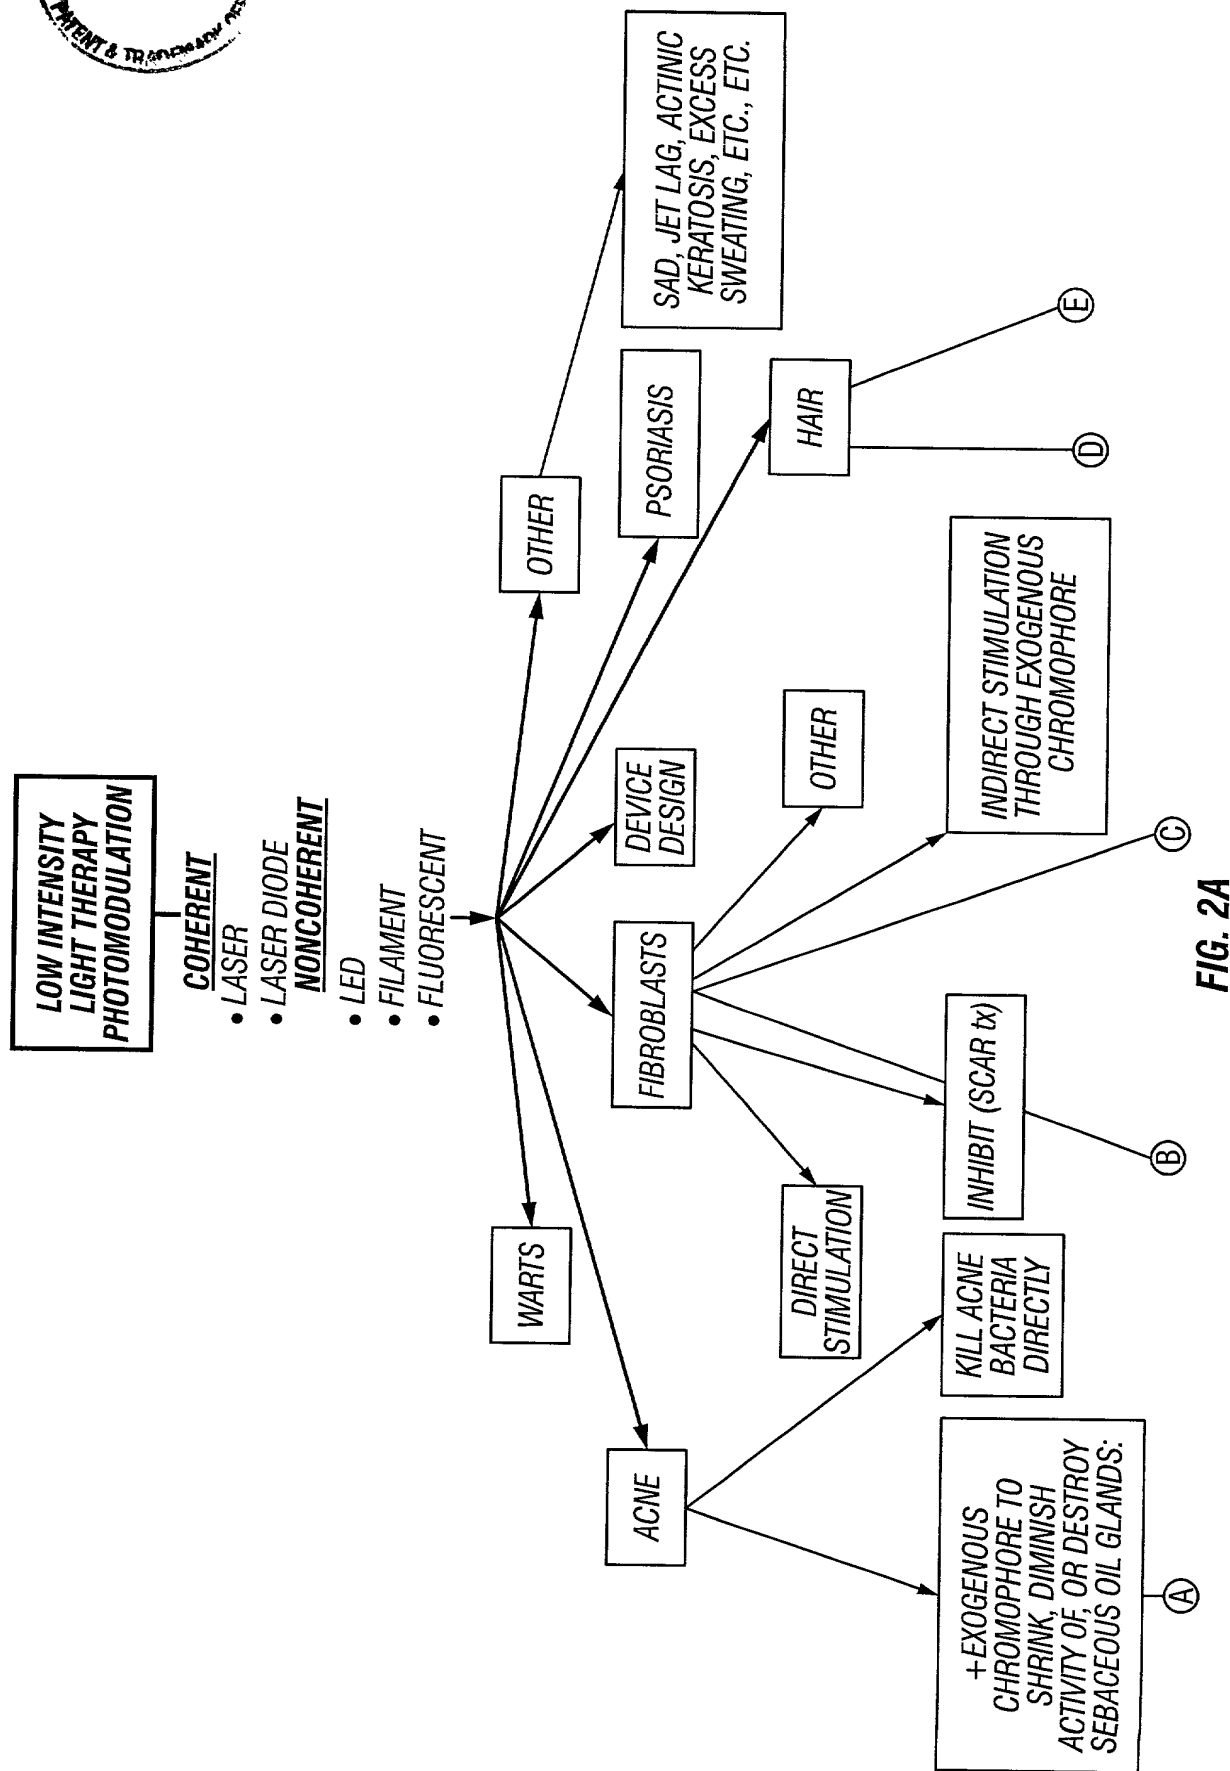 PATENT & TRADEMARK
LOW INTENSITY
LIGHT THERAPY
PHOTOMODULATION
COHERENT
• LASER
• LASER DIODE
NONCOHERENT
• LED
• FILAMENT
• FLUORESCENT
WARTS
OTHER
ACNE
FIBROBLASTS
DEVICE
DESIGN
PSORIASIS
SAD, JET LAG, ACTINIC
KERATOSIS, EXCESS
SWEATING, ETC., ETC.
HAIR
DIRECT
STIMULATION
OTHER
+EXOGENOUS
CHROMOPHORE TO
SHRINK, DIMINISH
ACTIVITY OF, OR DESTROY
SEBACEOUS OIL GLANDS:
KILL ACNE
BACTERIA
DIRECTLY
INHIBIT (SCAR tx)
INDIRECT STIMULATION
THROUGH EXOGENOUS
CHROMOPHORE
A
B
C
D
E
FIG. 2A